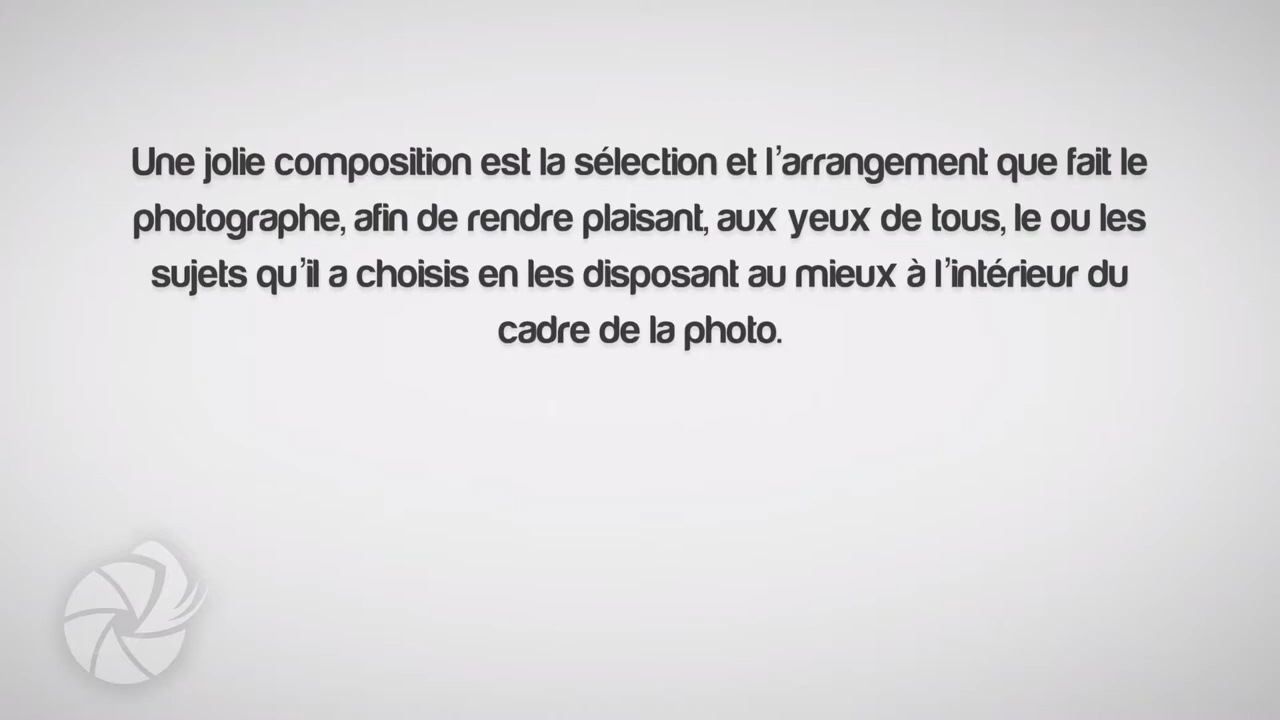 Une jolie composition est la sélection et l'arrangement que fait le
photographe, afin de rendre plaisant, aux yeux de tous, le ou les
sujets qu'il a choisis en les disposant au mieux à l'intérieur du
cadre de la photo.